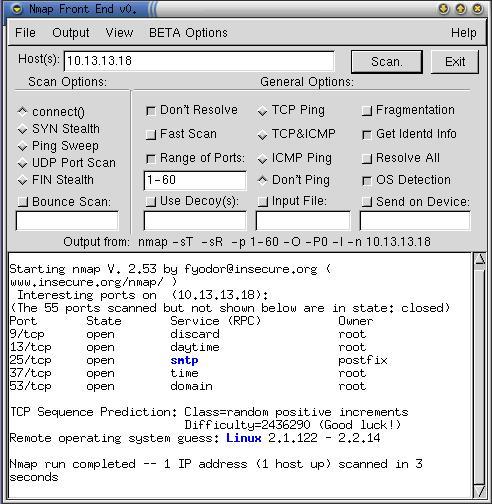 Nmap Front End v0.
File Output View BETA Options Help
Host(s): 10.13.13.18 Scan. Exit
Scan Options: General Options:
connect() Don't Resolve TCP Ping Fragmentation
SYN Stealth Fast Scan TCP&ICMP Get Identd Info
Ping Sweep Range of Ports: ICMP Ping Resolve All
UDP Port Scan 1-60 Don't Ping OS Detection
FIN Stealth
Bounce Scan: Use Decoy(s): Input File: Send on Device:
Output from: nmap -sT -sR -p 1-60 -O -P0 -I -n 10.13.13.18
Starting nmap V. 2.53 by fyodor@insecure.org (
www.insecure.org/nmap/ )
Interesting ports on (10.13.13.18):
(The 55 ports scanned but not shown below are in state: closed)
Port State Service (RPC) Owner
9/tcp open discard root
13/tcp open daytime root
25/tcp open smtp postfix
37/tcp open time root
53/tcp open domain root
TCP Sequence Prediction: Class=random positive increments
Difficulty=2436290 (Good luck!)
Remote operating system guess: Linux 2.1.122 - 2.2.14
Nmap run completed -- 1 IP address (1 host up) scanned in 3
seconds